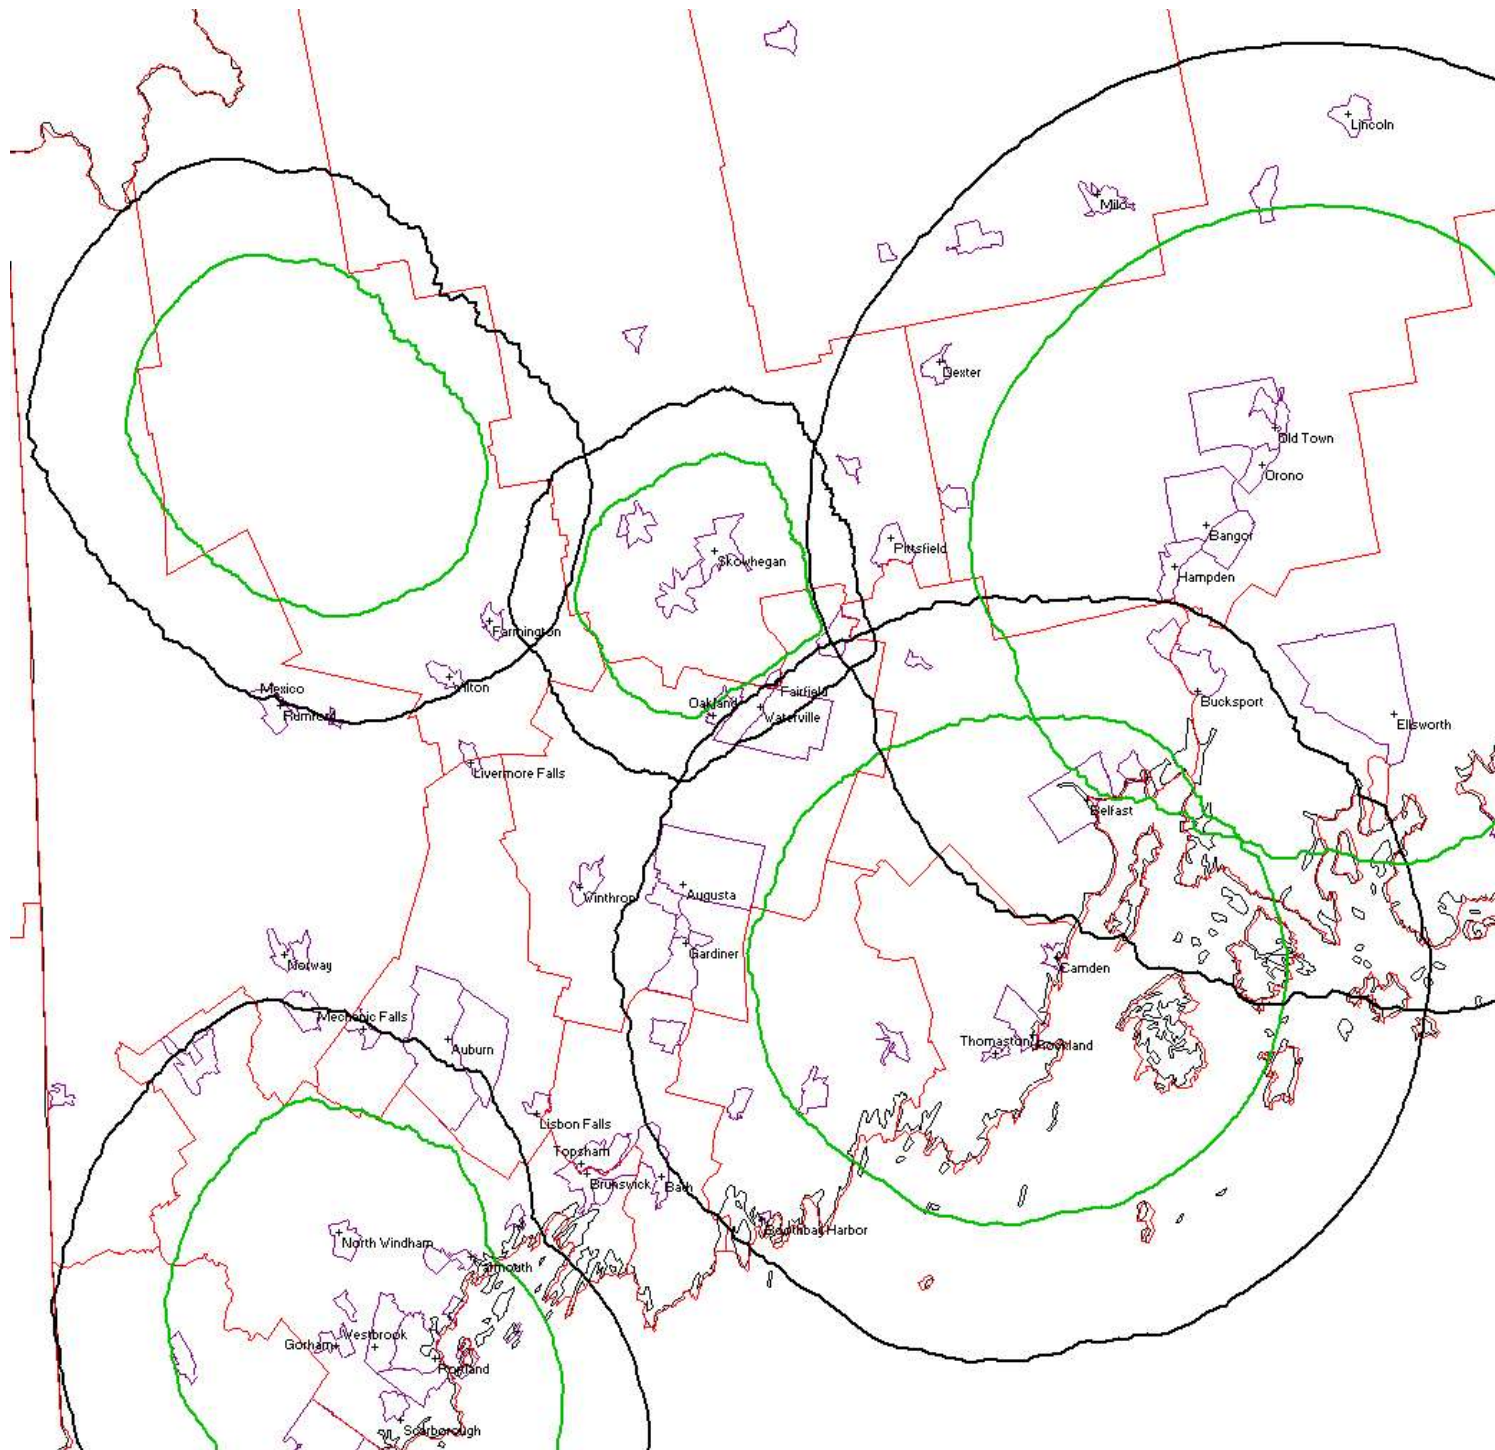 Lincoln
Milo
Dexter
Old Town
Orono
Bangor
Pittsfield
Skowhegan
Hampden
Farmington
Wilton
Mexico
Rumford
Oakland
Fairfield
Waterville
Bucksport
Ellsworth
Livermore Falls
Belfast
Winthrop
Augusta
Gardiner
Norway
Camden
Mechanic Falls
Auburn
Thomaston
Rockland
Lisbon Falls
Topsham
Brunswick
Bath
Boothbay Harbor
North Windham
Yarmouth
Westbrook
Gorham
Portland
Scarborough